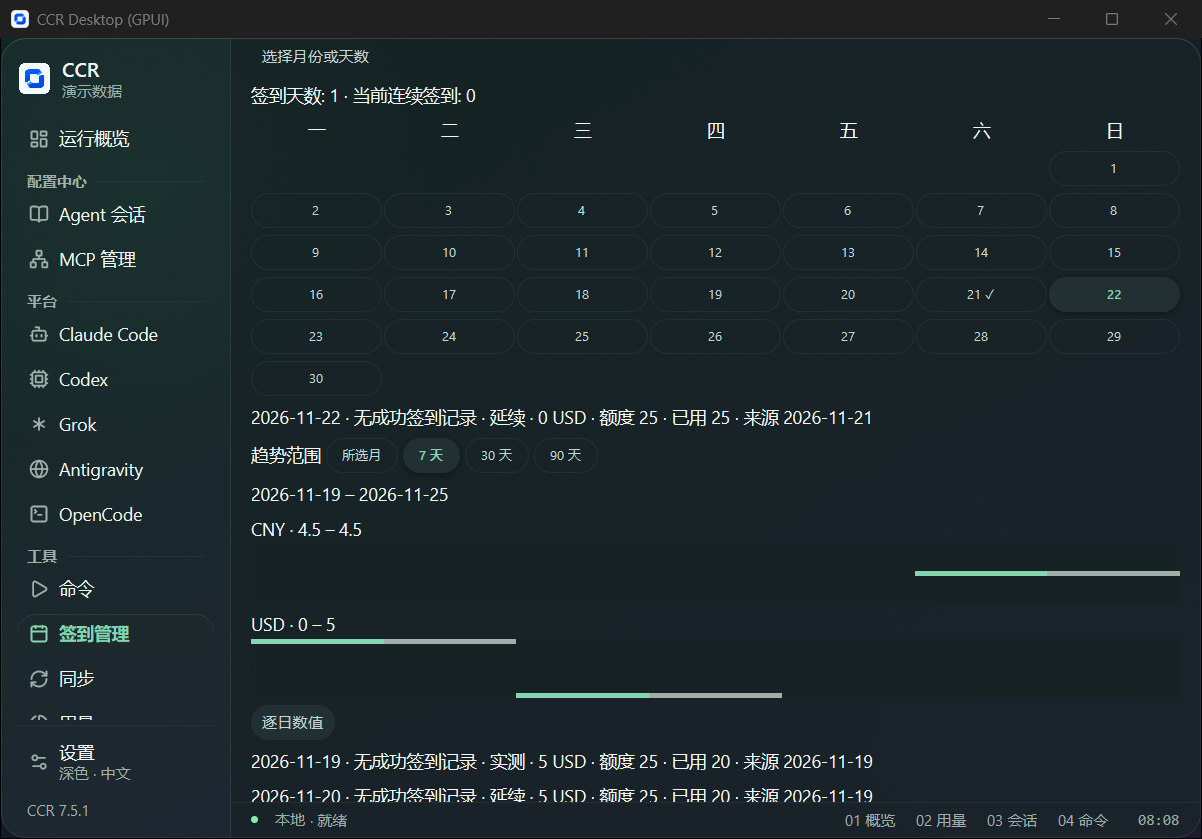 CCR Desktop (GPUI)
CCR
演示数据
运行概览
配置中心
Agent 会话
MCP 管理
平台
Claude Code
Codex
Grok
Antigravity
OpenCode
工具
命令
签到管理
同步
设置
深色 · 中文
CCR 7.5.1
选择月份或天数
签到天数: 1 · 当前连续签到: 0
一 二 三 四 五 六 日
1
2 3 4 5 6 7 8
9 10 11 12 13 14 15
16 17 18 19 20 21 ✓ 22
23 24 25 26 27 28 29
30
2026-11-22 · 无成功签到记录 · 延续 · 0 USD · 额度 25 · 已用 25 · 来源 2026-11-21
趋势范围 所选月 7 天 30 天 90 天
2026-11-19 – 2026-11-25
CNY · 4.5 – 4.5
USD · 0 – 5
逐日数值
2026-11-19 · 无成功签到记录 · 实测 · 5 USD · 额度 25 · 已用 20 · 来源 2026-11-19
2026-11-20 · 无成功签到记录 · 延续 · 5 USD · 额度 25 · 已用 20 · 来源 2026-11-19
本地 · 就绪
01 概览 02 用量 03 会话 04 命令 08:08